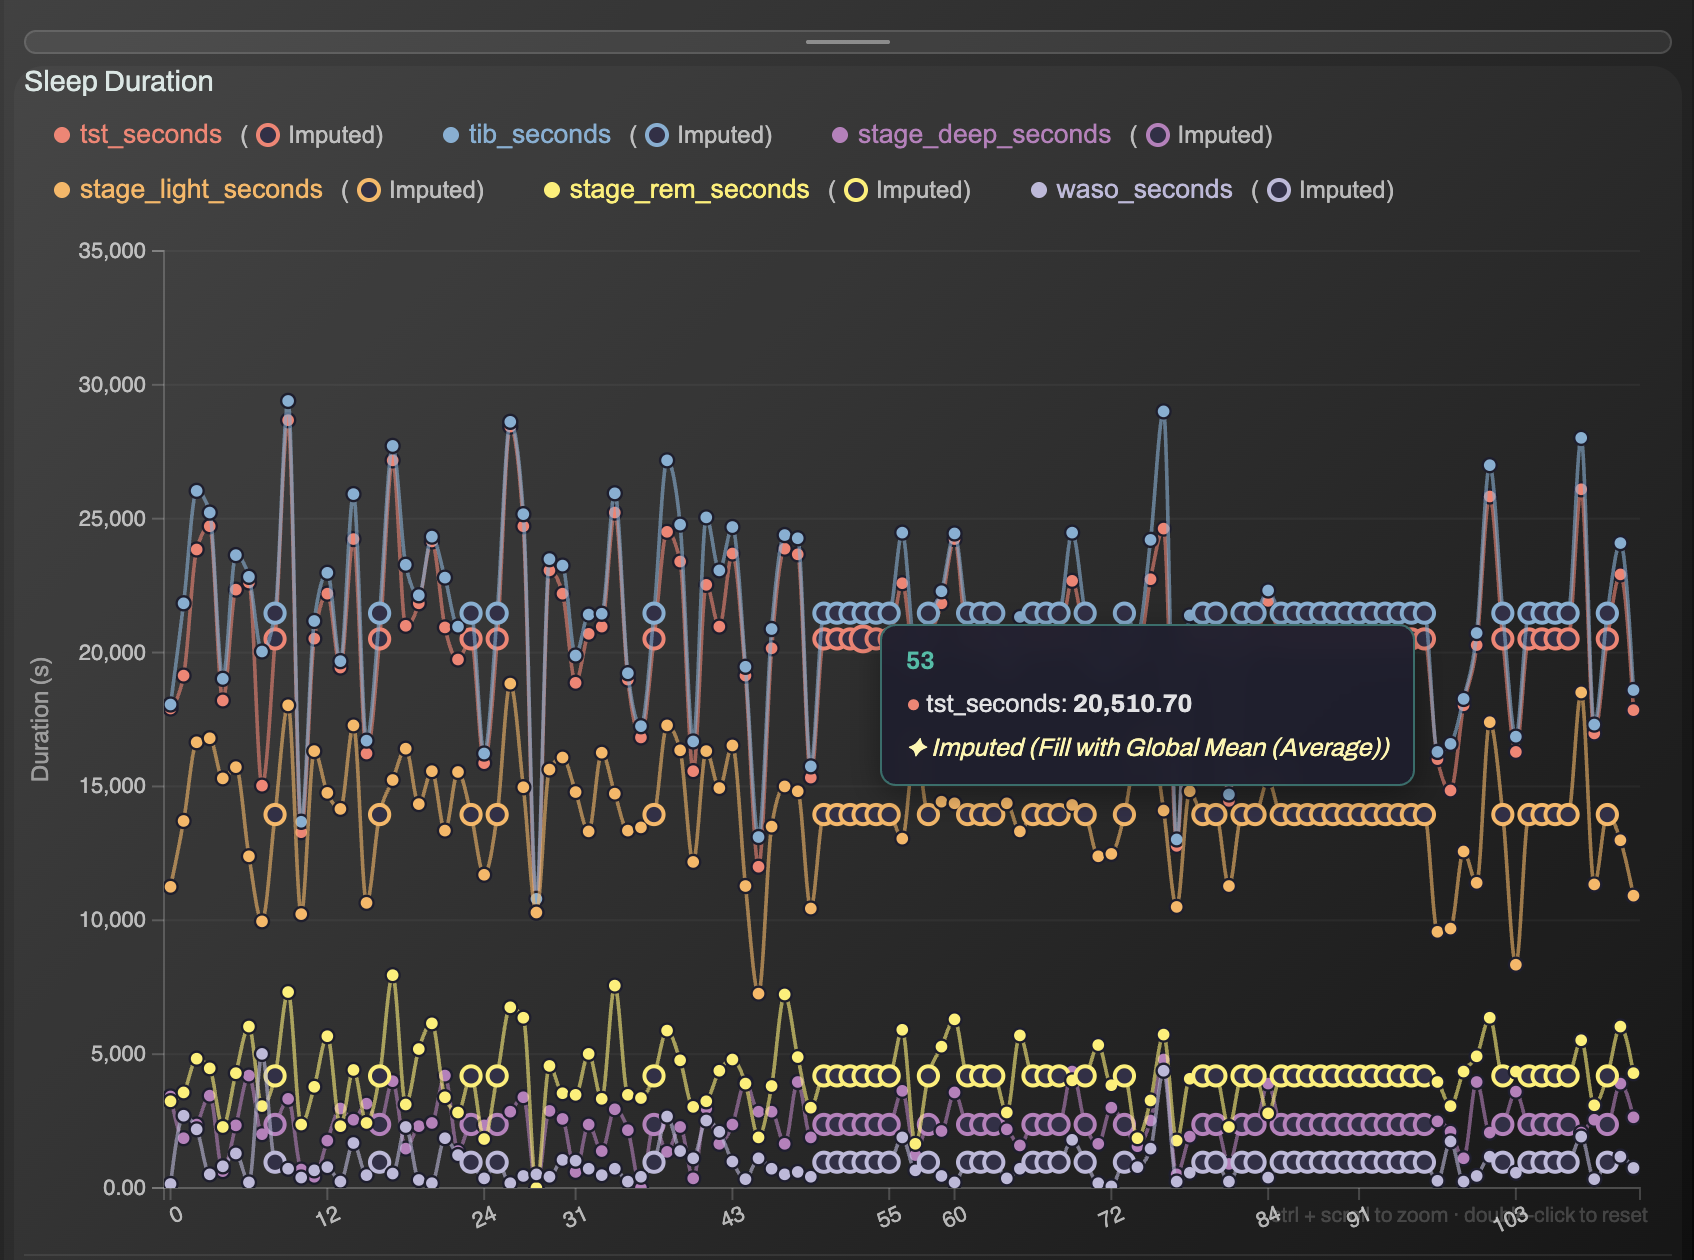 Sleep Duration
tst_seconds ( Imputed) tib_seconds ( Imputed) stage_deep_seconds ( Imputed)
stage_light_seconds ( Imputed) stage_rem_seconds ( Imputed) waso_seconds ( Imputed)
35,000
30,000
25,000
20,000
15,000
10,000
5,000
0.00
Duration (s)
53
tst_seconds: 20,510.70
✦ Imputed (Fill with Global Mean (Average))
0 12 24 31 43 55 60 72 84 91 103
to zoom · double-click to reset